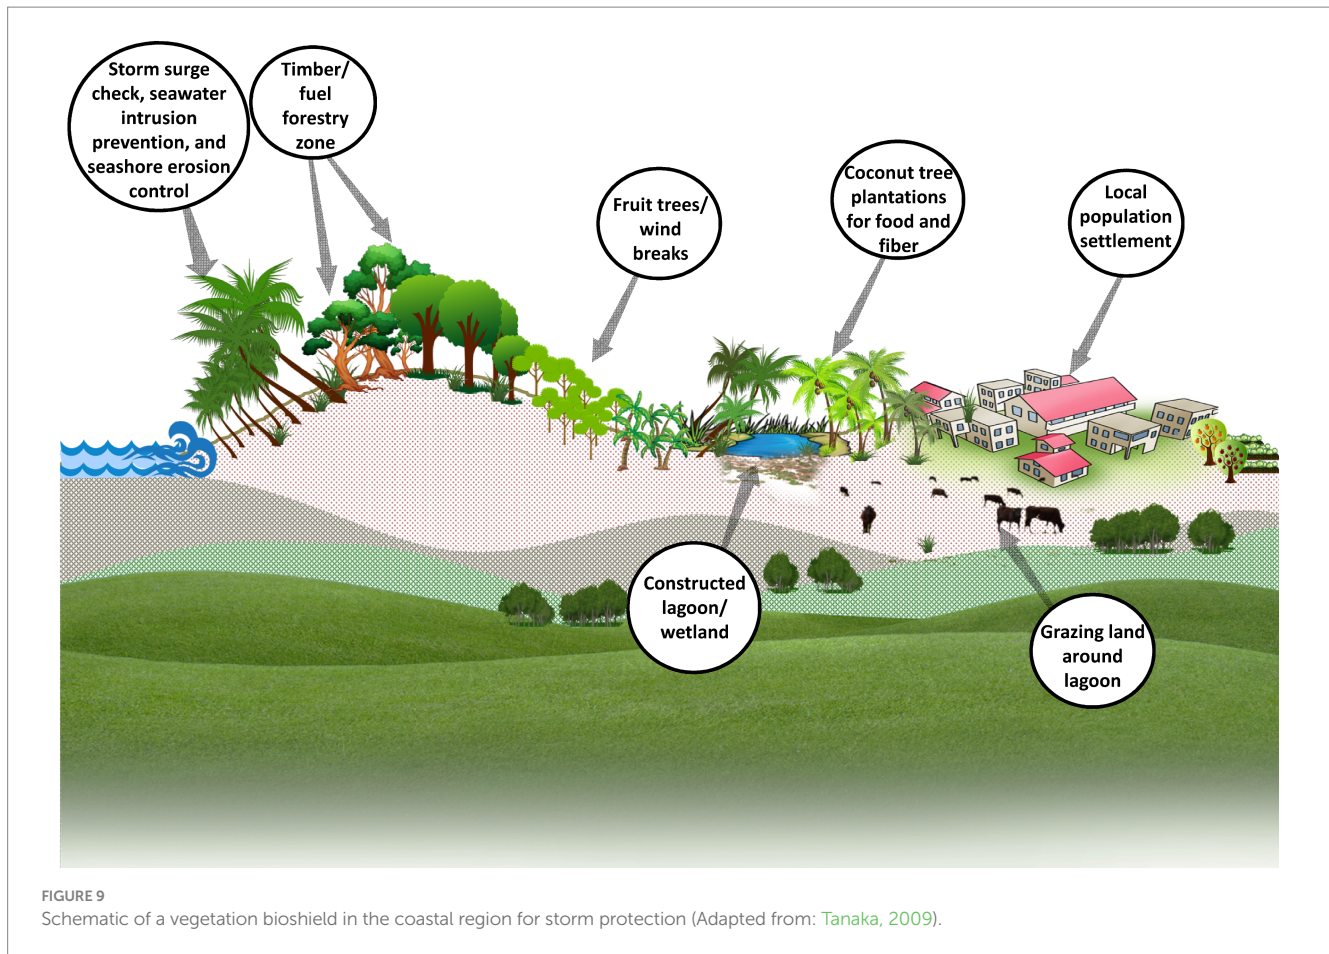 Storm surge
check, seawater
intrusion
prevention, and
seashore erosion
control
Timber/
fuel
forestry
zone
Fruit trees/
wind
breaks
Coconut tree
plantations
for food and
fiber
Local
population
settlement
Constructed
lagoon/
wetland
Grazing land
around
lagoon
FIGURE 9
Schematic of a vegetation bioshield in the coastal region for storm protection (Adapted from: Tanaka, 2009).